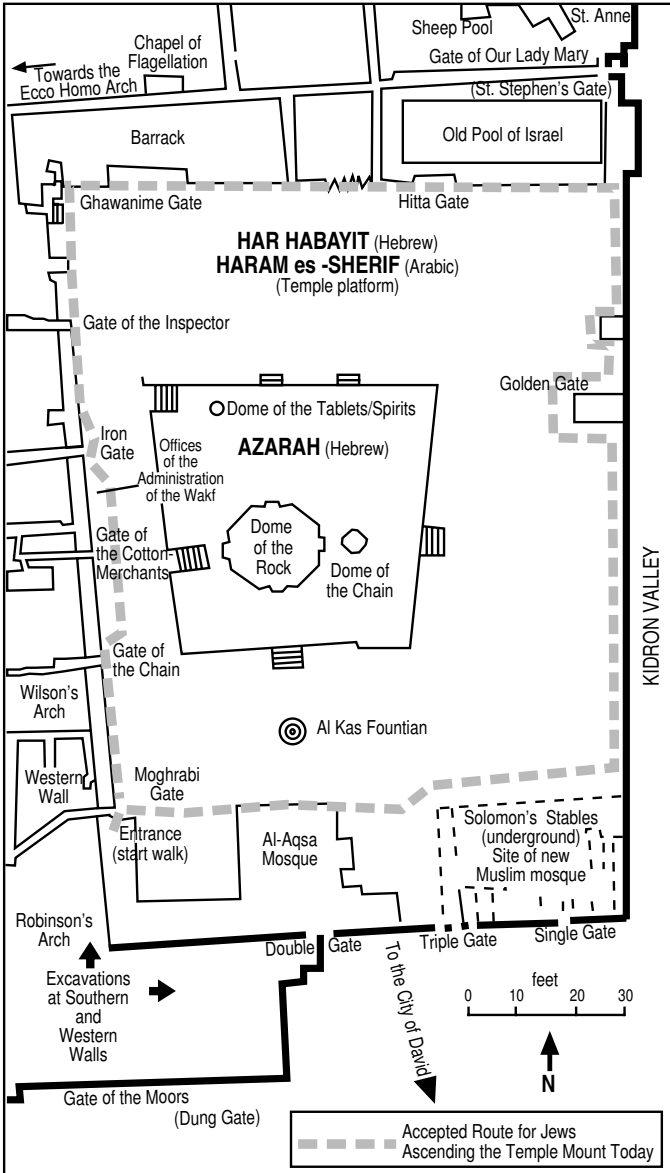 St. Anne
Sheep Pool
Chapel of
Flagellation
Gate of Our Lady Mary
Towards the
Ecco Homo Arch
(St. Stephen's Gate)
Barrack
Old Pool of Israel
Ghawanime Gate
Hitta Gate
HAR HABAYIT (Hebrew)
HARAM es -SHERIF (Arabic)
(Temple platform)
Gate of the Inspector
Golden Gate
Dome of the Tablets/Spirits
Iron
Gate
Offices
of the
Administration
of the Wakf
AZARAH (Hebrew)
Gate of
the Cotton
Merchants
Dome
of the
Rock
Dome of
the Chain
KIDRON VALLEY
Gate of
the Chain
Wilson's
Arch
Al Kas Fountian
Western
Wall
Moghrabi
Gate
Entrance
(start walk)
Al-Aqsa
Mosque
Solomon's Stables
(underground)
Site of new
Muslim mosque
Robinson's
Arch
Double Gate
Triple Gate
Single Gate
Excavations
at Southern
and
Western
Walls
To the City of David
feet
0 10 20 30
N
Gate of the Moors
(Dung Gate)
Accepted Route for Jews
Ascending the Temple Mount Today